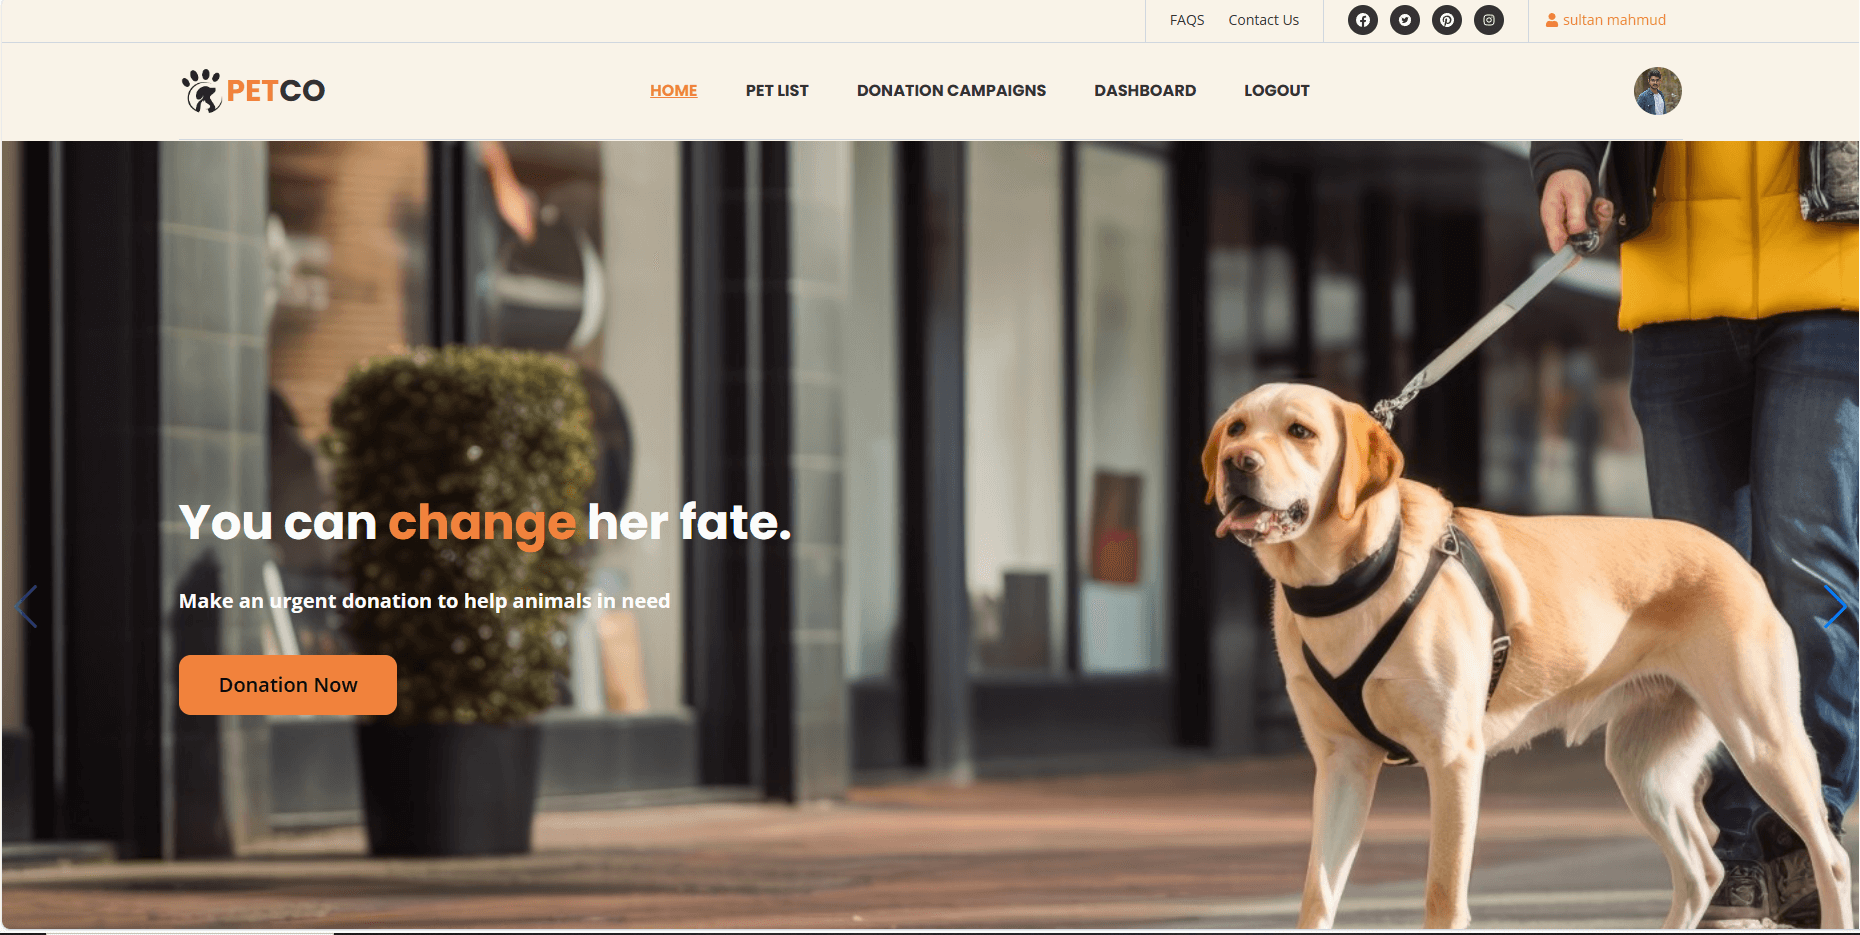 FAQS Contact Us sultan mahmud
PETCO HOME PET LIST DONATION CAMPAIGNS DASHBOARD LOGOUT
You can change her fate.
Make an urgent donation to help animals in need
Donation Now